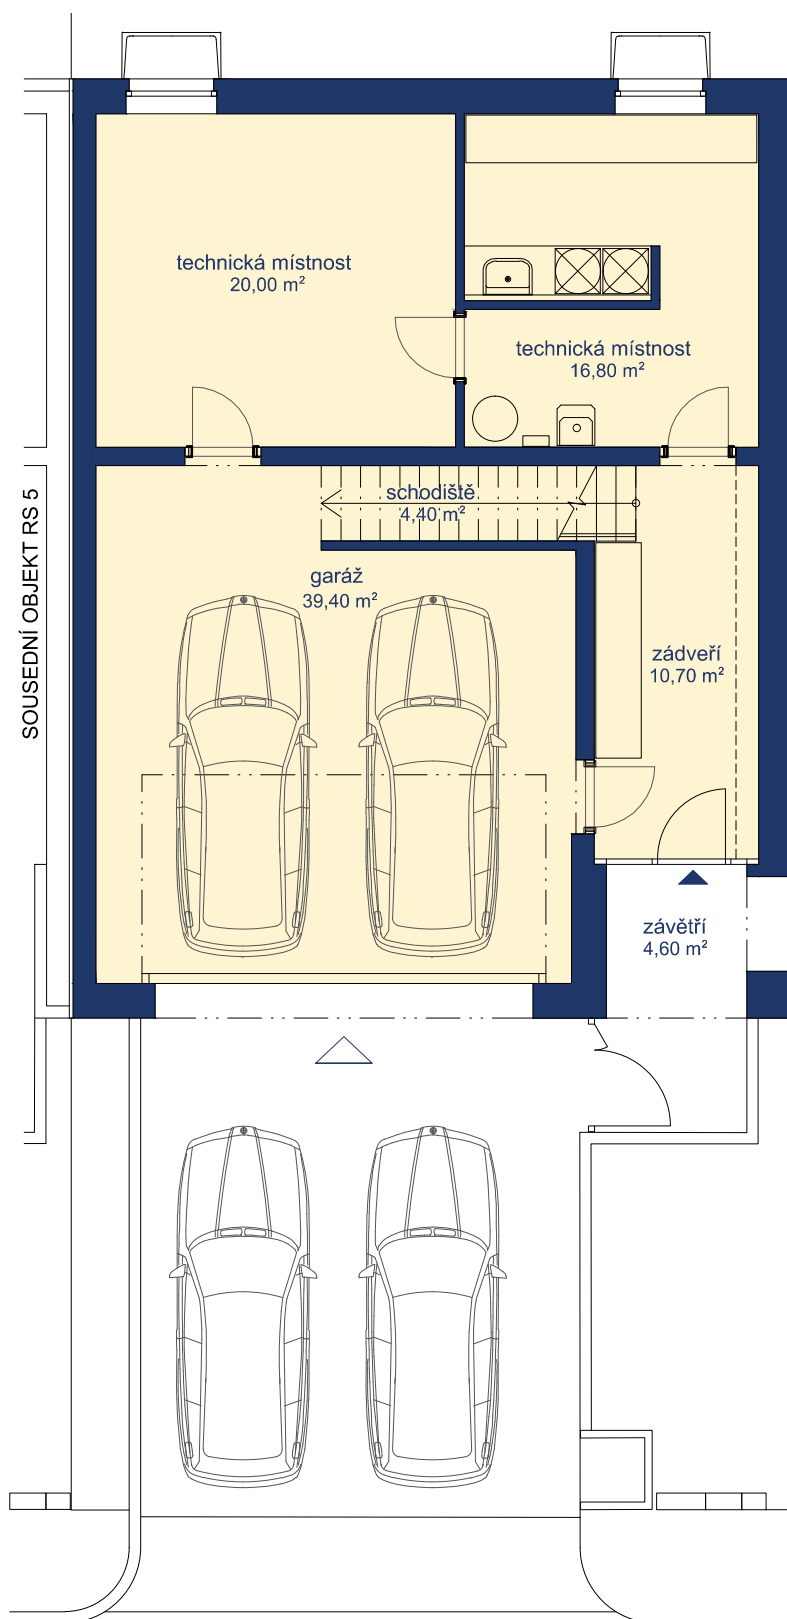 technická místnost
20,00 m²
technická místnost
16,80 m²
schodiště
4,40 m²
garáž
39,40 m²
zádveří
10,70 m²
závětří
4,60 m²
SOUSEDNÍ OBJEKT RS 5